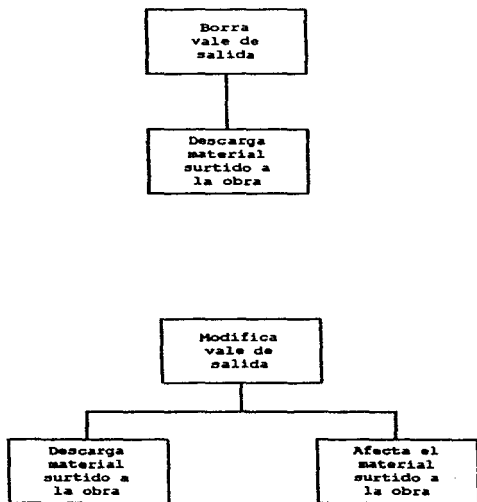 Borra
vale de
salida
Descarga
material
surtido a
la obra
Modifica
vale de
salida
Descarga
material
surtido a
la obra
Afecta el
material
surtido a
la obra